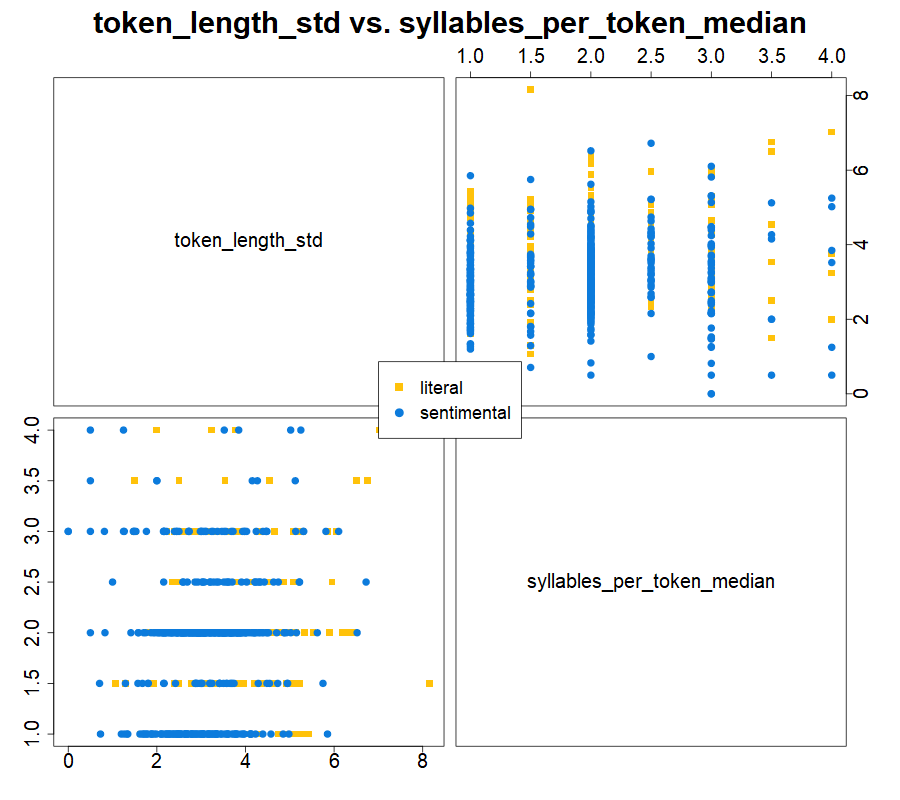 token_length_std vs. syllables_per_token_median
1.0 1.5 2.0 2.5 3.0 3.5 4.0
8
6
4
2
0
token_length_std
literal
sentimental
4.0
3.5
3.0
2.5
2.0
1.5
1.0
syllables_per_token_median
0 2 4 6 8